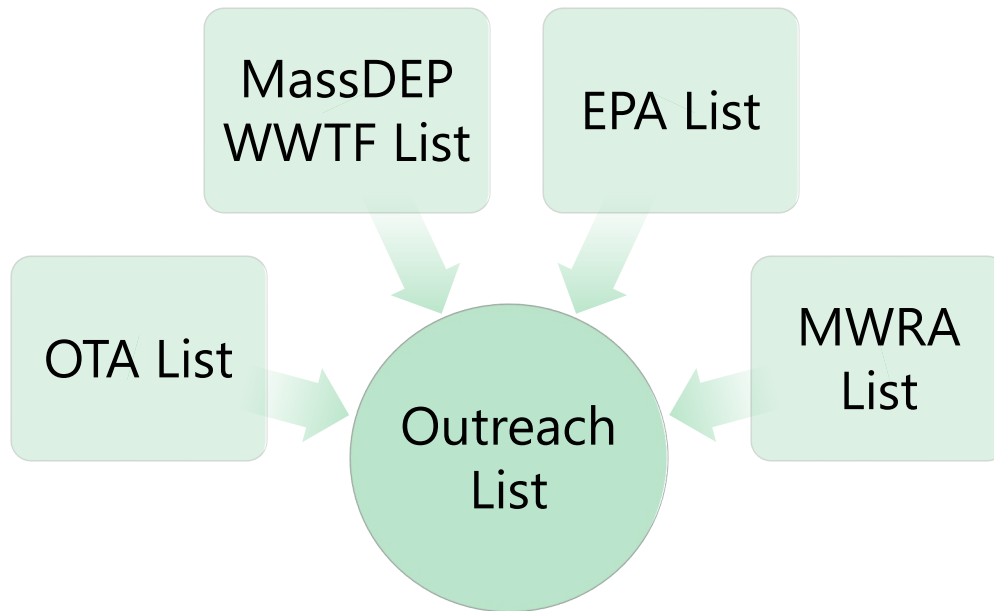 MassDEP
WWTF List
EPA List
OTA List
MWRA
List
Outreach
List